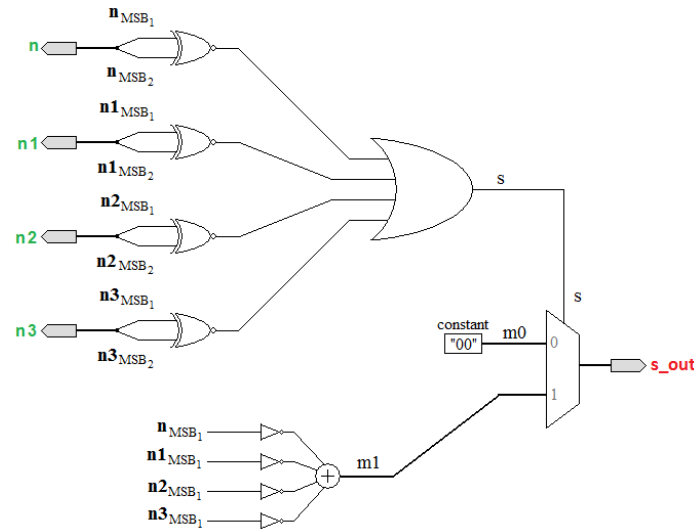 nMSB1
n
nMSB2
n1MSB1
n1
n1MSB2
n2MSB1
n2
n2MSB2
n3MSB1
n3
n3MSB2
s
s
constant
"00"
m0
0
1
s_out
nMSB1
n1MSB1
n2MSB1
n3MSB1
+
m1